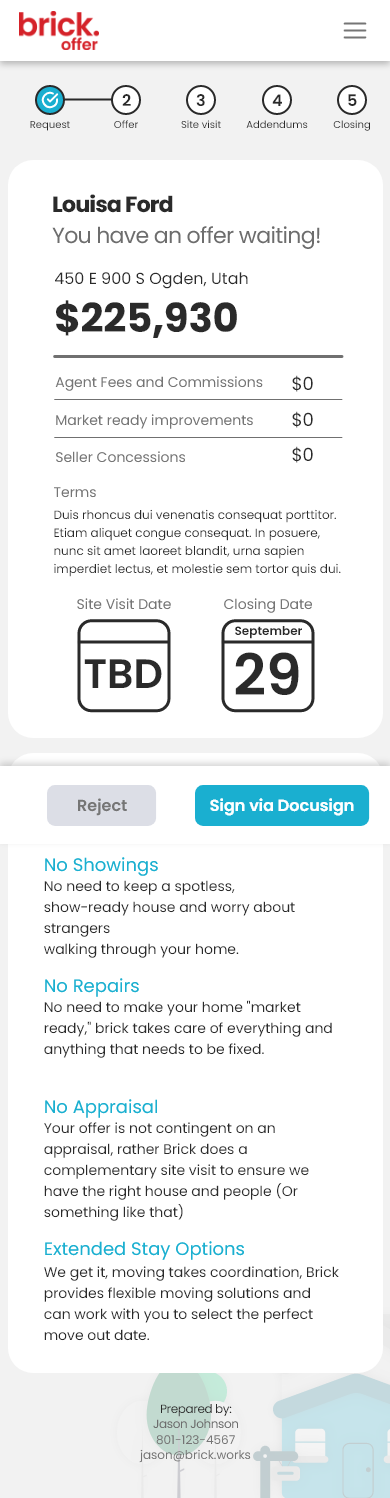 brick.
offer
2 3 4 5
Request Offer Site visit Addendums Closing
Louisa Ford
You have an offer waiting!
450 E 900 S Ogden, Utah
$225,930
Agent Fees and Commissions $0
Market ready improvements $0
Seller Concessions $0
Terms
Duis rhoncus dui venenatis consequat porttitor.
Etiam aliquet congue consequat. In posuere,
nunc sit amet laoreet blandit, urna sapien
imperdiet lectus, et molestie sem tortor quis dui.
Site Visit Date Closing Date
September
TBD 29
Reject Sign via Docusign
No Showings
No need to keep a spotless,
show-ready house and worry about
strangers
walking through your home.
No Repairs
No need to make your home "market
ready," brick takes care of everything and
anything that needs to be fixed.
No Appraisal
Your offer is not contingent on an
appraisal, rather Brick does a
complementary site visit to ensure we
have the right house and people (Or
something like that)
Extended Stay Options
We get it, moving takes coordination, Brick
provides flexible moving solutions and
can work with you to select the perfect
move out date.
Prepared by:
Jason Johnson
801-123-4567
jason@brick.works